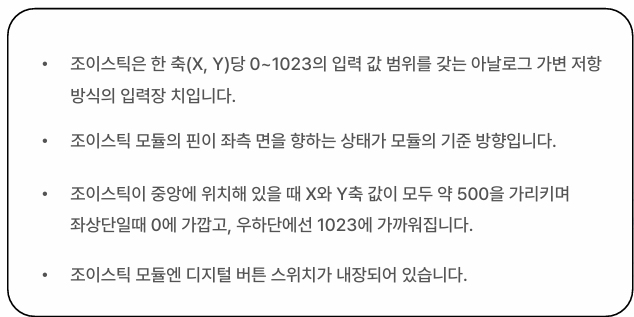 • 조이스틱은 한 축(X, Y)당 0~1023의 입력 값 범위를 갖는 아날로그 가변 저항
방식의 입력장 치입니다.
• 조이스틱 모듈의 핀이 좌측 면을 향하는 상태가 모듈의 기준 방향입니다.
• 조이스틱이 중앙에 위치해 있을 때 X와 Y축 값이 모두 약 500을 가리키며
좌상단일때 0에 가깝고, 우하단에선 1023에 가까워집니다.
• 조이스틱 모듈엔 디지털 버튼 스위치가 내장되어 있습니다.